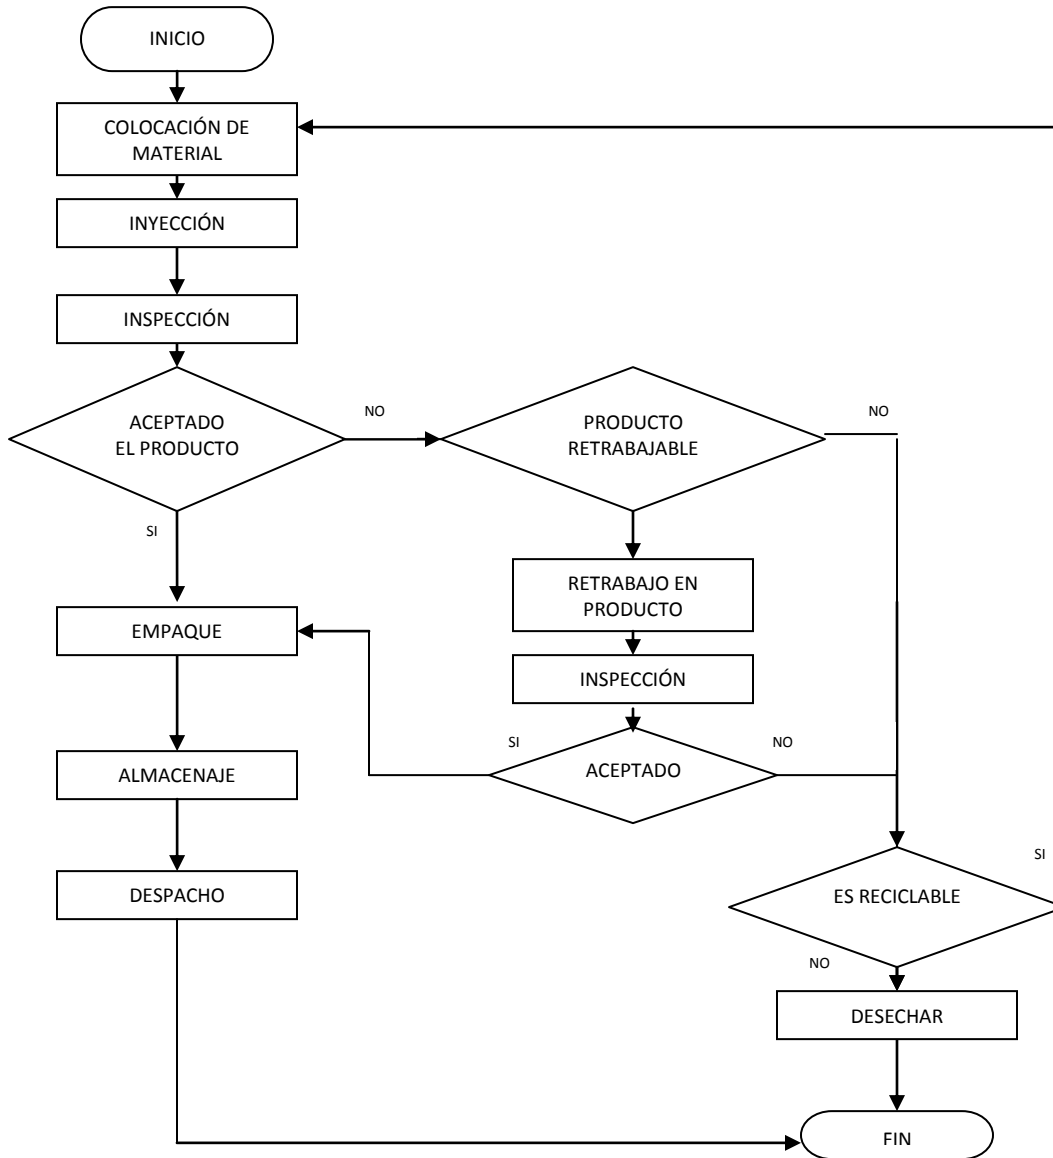 INICIO
COLOCACIÓN DE
MATERIAL
INYECCIÓN
INSPECCIÓN
ACEPTADO
EL PRODUCTO
NO
PRODUCTO
RETRABAJABLE
NO
SI
RETRABAJO EN
PRODUCTO
EMPAQUE
INSPECCIÓN
SI
NO
ACEPTADO
ALMACENAJE
DESPACHO
SI
ES RECICLABLE
NO
DESECHAR
FIN